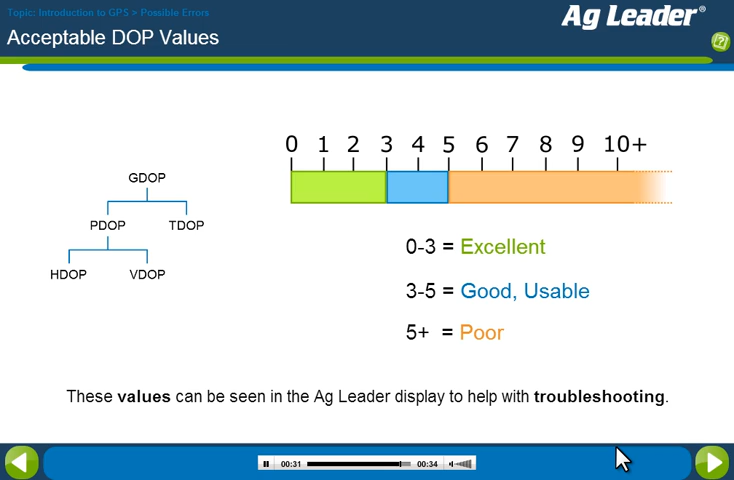 Topic: Introduction to GPS > Possible Errors
Ag Leader®
Acceptable DOP Values
0 1 2 3 4 5 6 7 8 9 10+
GDOP
PDOP TDOP
HDOP VDOP
0-3 = Excellent
3-5 = Good, Usable
5+ = Poor
These values can be seen in the Ag Leader display to help with troubleshooting.
00:31 00:34